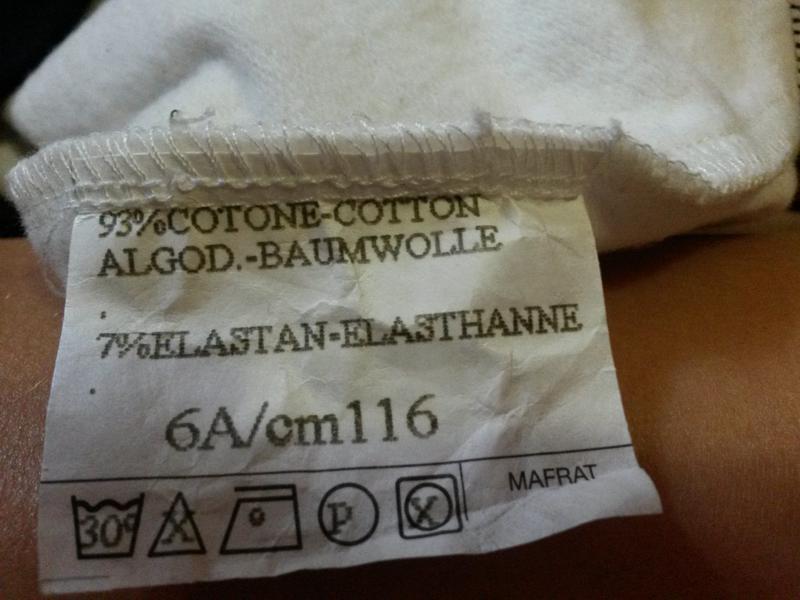 93%COTONE-COTTON
ALGOD.-BAUMWOLLE
.
7%ELASTAN-ELASTHANNE
.
6A/cm116
30° X P X MAFRAT